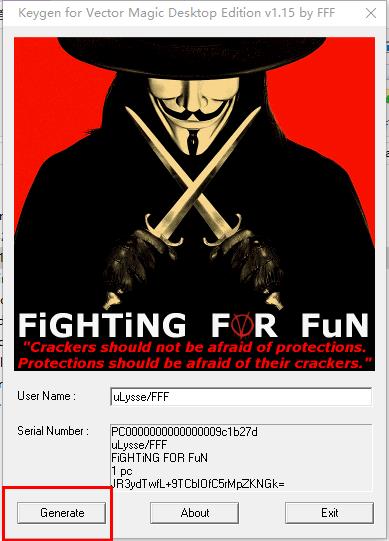 Keygen for Vector Magic Desktop Edition v1.15 by FFF
FiGHTiNG FOR FuN
"Crackers should not be afraid of protections.
Protections should be afraid of their crackers."
User Name :
uLysse/FFF
Serial Number :
PC0000000000000009c1b27d
uLysse/FFF
FiGHTiNG FOR FuN
1 pc
Generate
About
Exit